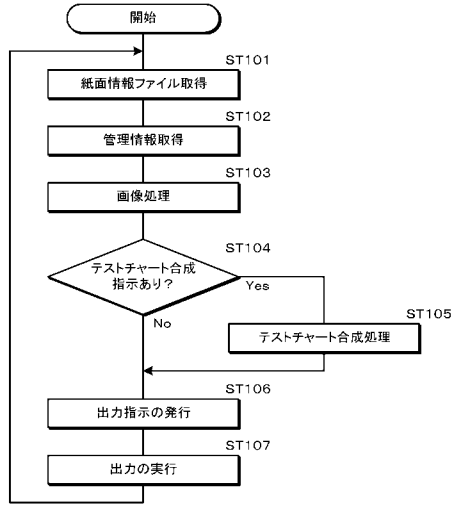 開始
ST101
紙面情報ファイル取得
ST102
管理情報取得
ST103
画像処理
ST104
テストチャート合成
指示あり?
Yes
No
ST105
テストチャート合成処理
ST106
出力指示の発行
ST107
出力の実行